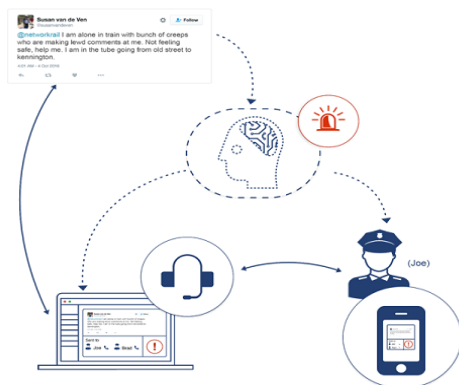 Susan van de Ven
Follow
@networkrail I am alone in train with bunch of creeps
who are making lewd comments at me. Not feeling
safe, help me. I am in the tube going from old street to
kennington.
(Joe)
Sent to
Joe
Brad